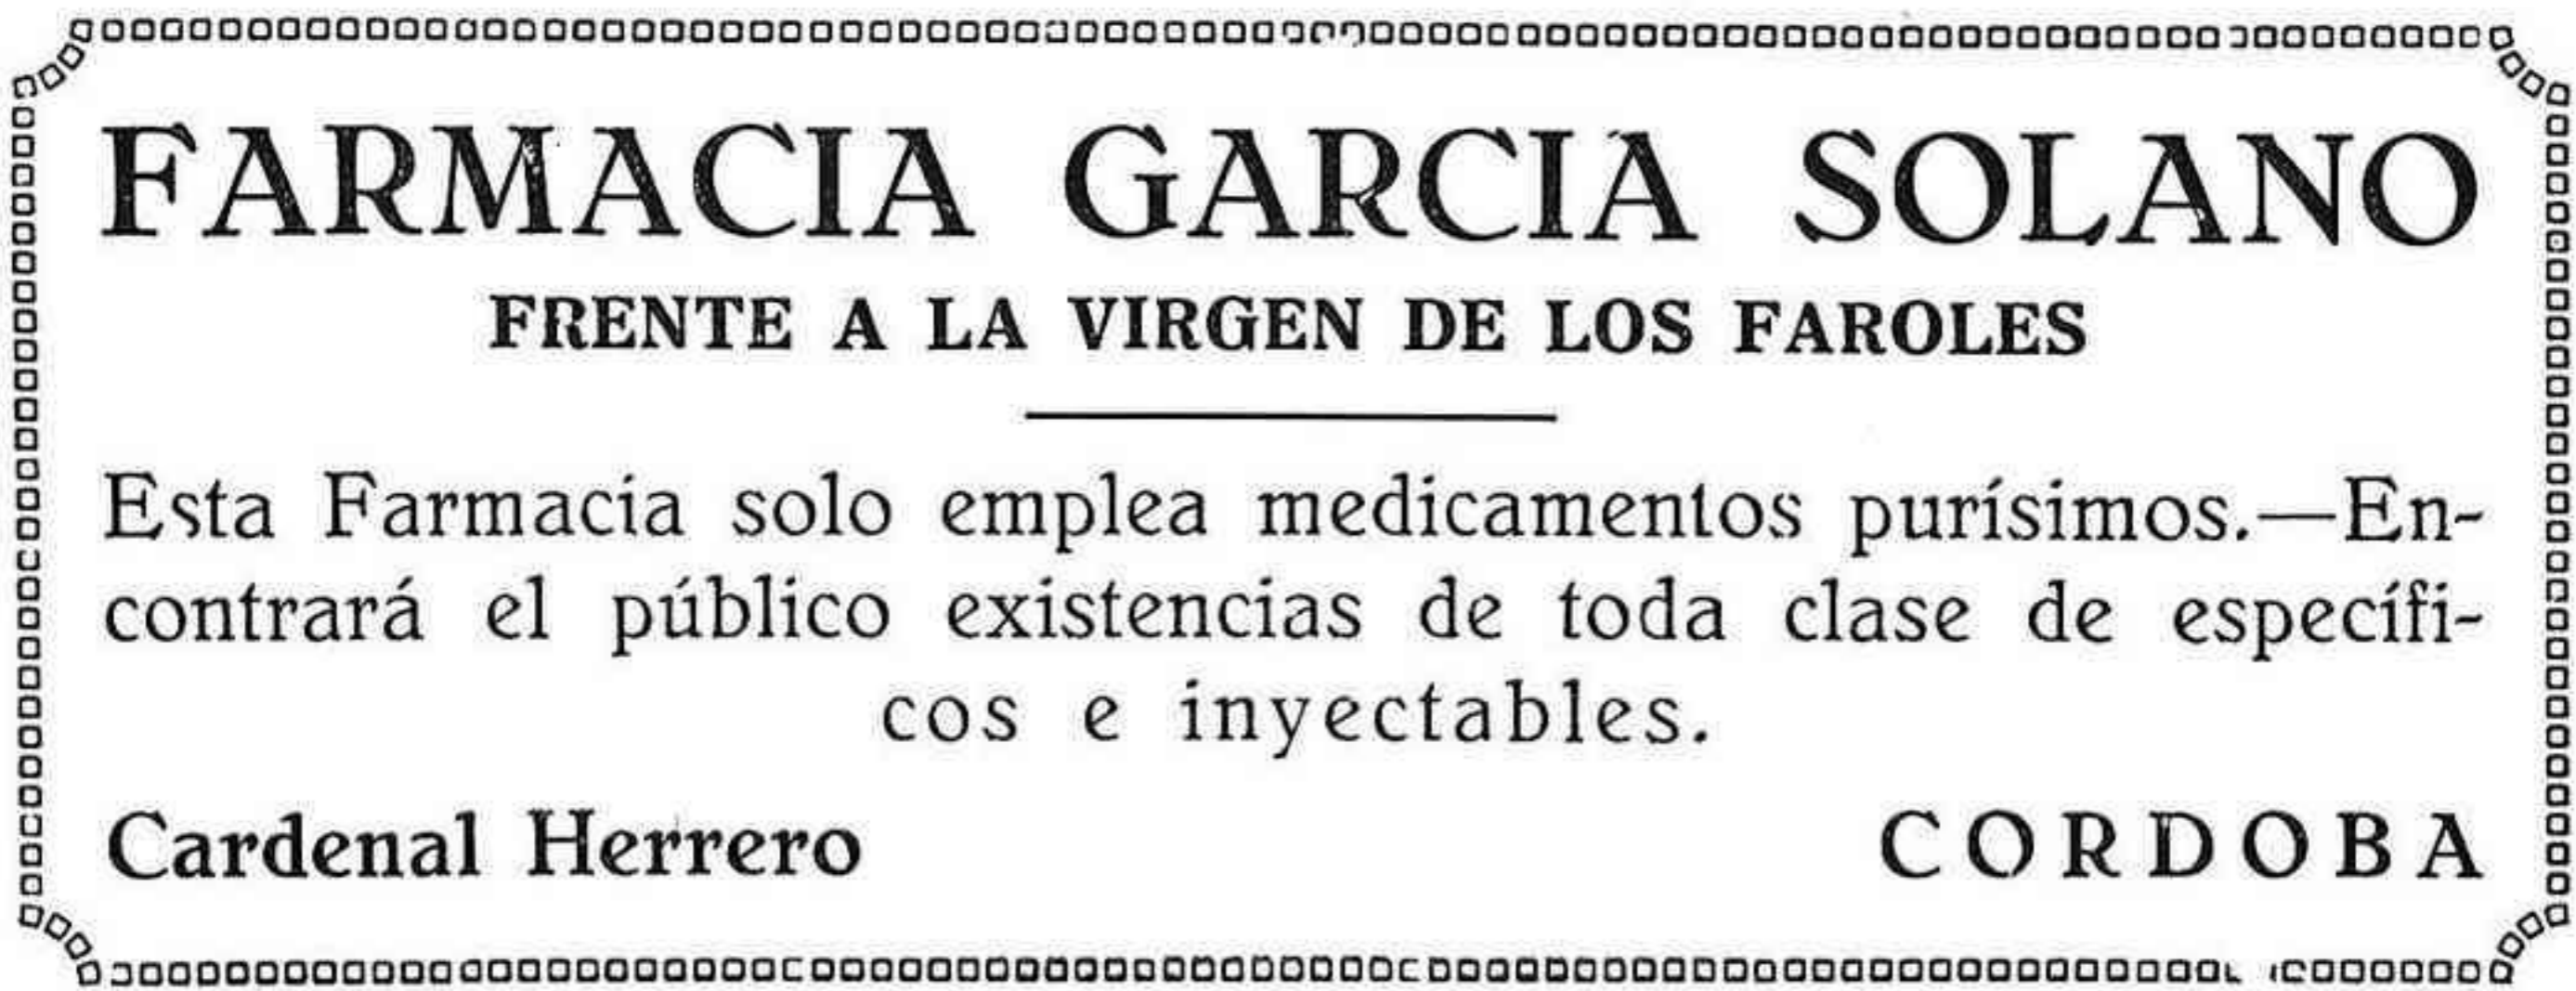 FARMACIA GARCIA SOLANO
FRENTE A LA VIRGEN DE LOS FAROLES
Esta Farmacia solo emplea medicamentos purísimos.—En-
contrará el público existencias de toda clase de específi-
cos e inyectables.
Cardenal Herrero CORDOBA